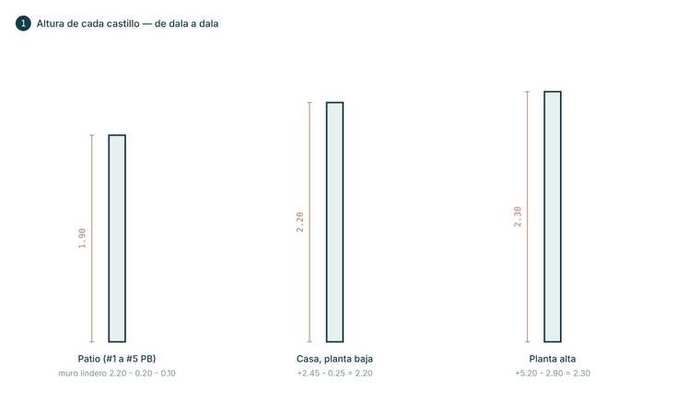 1 Altura de cada castillo — de dala a dala
1.90
2.20
2.30
Patio (#1 a #5 PB)
muro lindero 2.20 - 0.20 - 0.10
Casa, planta baja
+2.45 - 0.25 = 2.20
Planta alta
+5.20 - 2.90 = 2.30